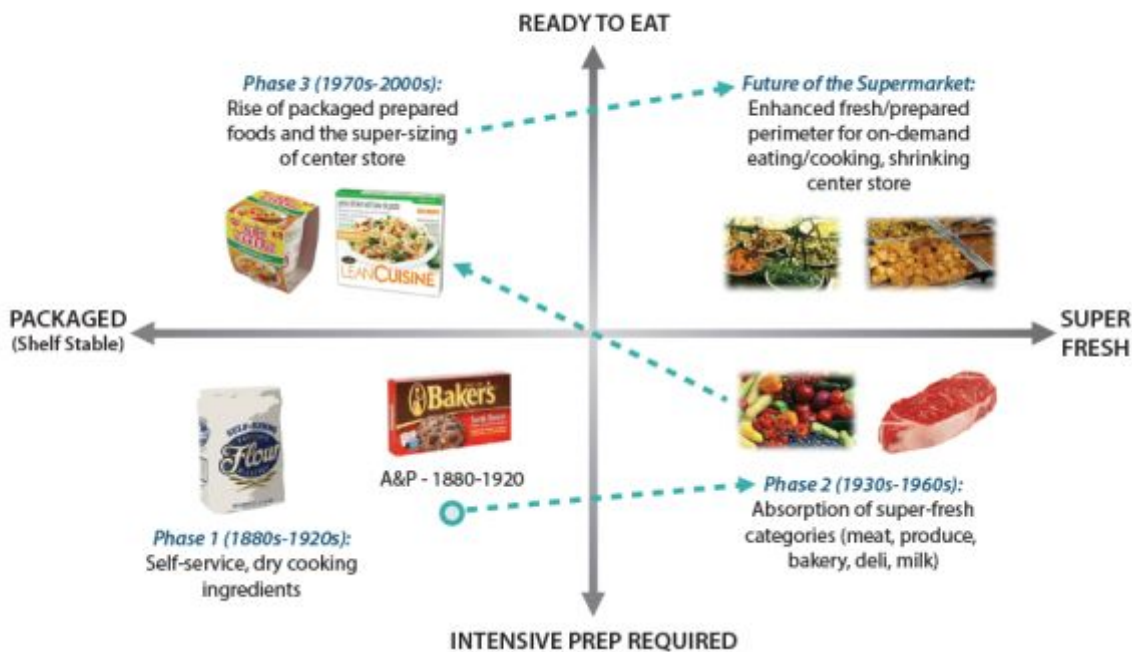 READY TO EAT
Phase 3 (1970s-2000s):
Rise of packaged prepared
foods and the super-sizing
of center store
Future of the Supermarket:
Enhanced fresh/prepared
perimeter for on-demand
eating/cooking, shrinking
center store
LEANCUISINE
PACKAGED
(Shelf Stable)
SUPER
FRESH
Baker's
SELF-RISING
Flour
A&P - 1880-1920
Phase 1 (1880s-1920s):
Self-service, dry cooking
ingredients
Phase 2 (1930s-1960s):
Absorption of super-fresh
categories (meat, produce,
bakery, deli, milk)
INTENSIVE PREP REQUIRED